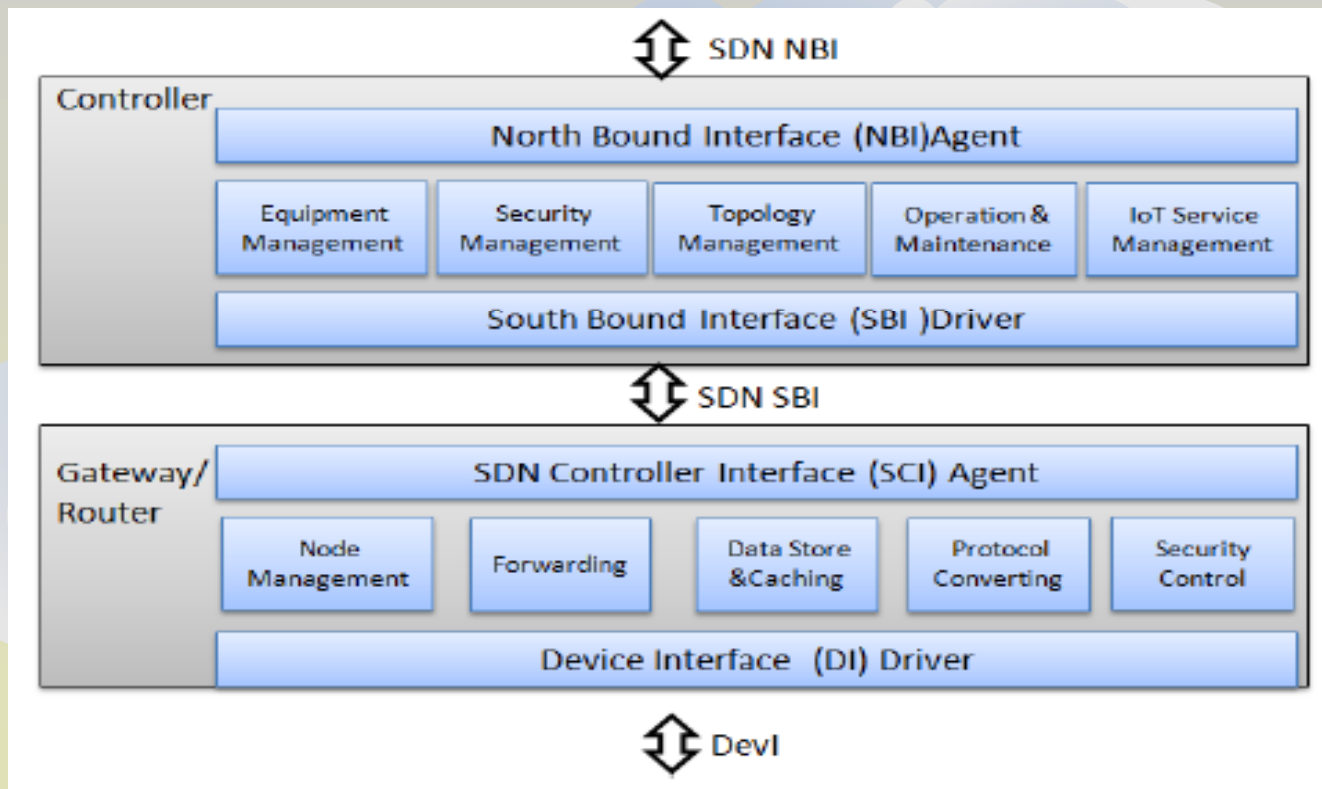 SDN NBI
Controller
North Bound Interface (NBI)Agent
Equipment
Management
Security
Management
Topology
Management
Operation &
Maintenance
IoT Service
Management
South Bound Interface (SBI )Driver
SDN SBI
Gateway/
Router
SDN Controller Interface (SCI) Agent
Node
Management
Forwarding
Data Store
&Caching
Protocol
Converting
Security
Control
Device Interface (DI) Driver
DevI